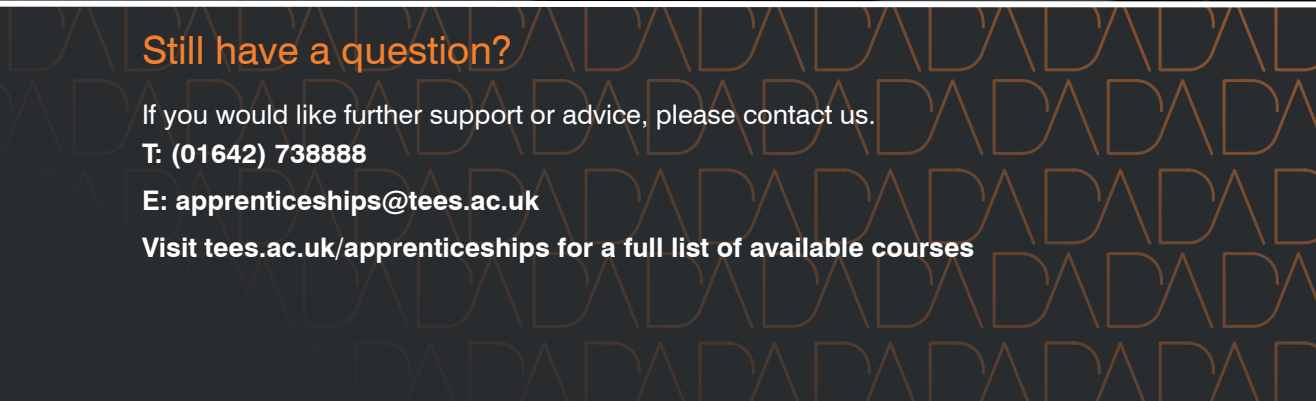 Still have a question?
If you would like further support or advice, please contact us.
T: (01642) 738888
E: apprenticeships@tees.ac.uk
Visit tees.ac.uk/apprenticeships for a full list of available courses